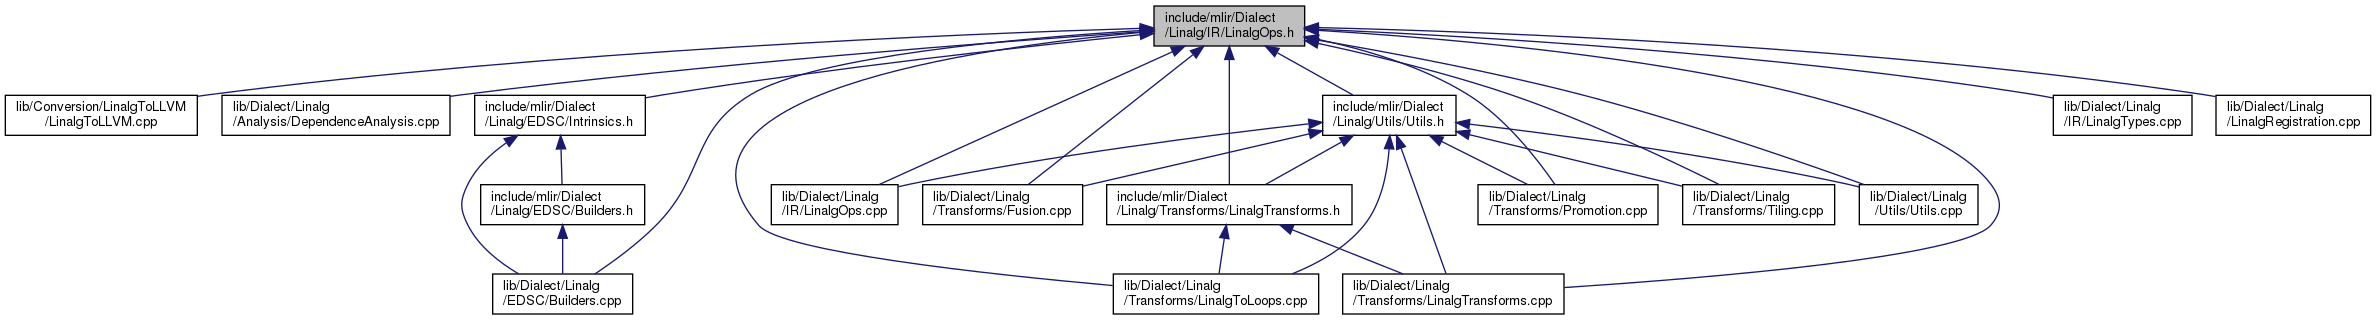 include/mlir/Dialect
/Linalg/IR/LinalgOps.h
lib/Conversion/LinalgToLLVM
/LinalgToLLVM.cpp
lib/Dialect/Linalg
/Analysis/DependenceAnalysis.cpp
include/mlir/Dialect
/Linalg/EDSC/Intrinsics.h
include/mlir/Dialect
/Linalg/Utils/Utils.h
lib/Dialect/Linalg
/IR/LinalgTypes.cpp
lib/Dialect/Linalg
/LinalgRegistration.cpp
include/mlir/Dialect
/Linalg/EDSC/Builders.h
lib/Dialect/Linalg
/IR/LinalgOps.cpp
lib/Dialect/Linalg
/Transforms/Fusion.cpp
include/mlir/Dialect
/Linalg/Transforms/LinalgTransforms.h
lib/Dialect/Linalg
/Transforms/Promotion.cpp
lib/Dialect/Linalg
/Transforms/Tiling.cpp
lib/Dialect/Linalg
/Utils/Utils.cpp
lib/Dialect/Linalg
/EDSC/Builders.cpp
lib/Dialect/Linalg
/Transforms/LinalgToLoops.cpp
lib/Dialect/Linalg
/Transforms/LinalgTransforms.cpp